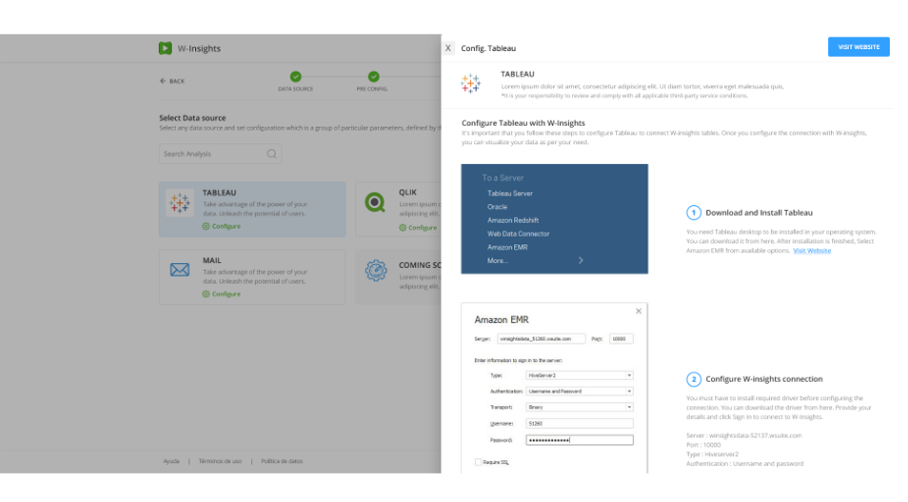 W-Insights
BACK
DATA SOURCE
PRE CONFIG.
Select Data source
Select any data source and set configuration which is a group of particular parameters, defined by t
Search Analysis
TABLEAU
Take advantage of the power of your
data. Unleash the potential of users.
Configure
QLIK
Lorem ipsum
adipiscing elit.
Configure
MAIL
Take advantage of the power of your
data. Unleash the potential of users.
Configure
COMING SO
Lorem ipsum
adipiscing elit.
Ayuda | Términos de uso | Política de datos
X Config. Tableau
VISIT WEBSITE
TABLEAU
Lorem ipsum dolor sit amet, consectetur adipiscing elit. Ut diam tortor, viverra eget malesuada quis,
*It is your responsibility to review and comply with all applicable third-party service conditions.
Configure Tableau with W-Insights
It's important that you follow these steps to configure Tableau to connect W-insights tables. Once you configure the connection with W-insights,
you can visualize your data as per your need.
To a Server
Tableau Server
Oracle
Amazon Redshift
Web Data Connector
Amazon EMR
More...
1 Download and Install Tableau
You need Tableau desktop to be installed in your operating system.
You can download it from here. After installation is finished, Select
Amazon EMR from available options. Visit Website
Amazon EMR
Server: winsightsdata_51260.wsuite.com Port: 10000
Enter information to sign in to the server:
Type: HiveServer2
Authentication: Username and Password
Transport: Binary
Username: 51260
Password:
Require SSL
2 Configure W-insights connection
You must have to install required driver before configuring the
connection. You can download the driver from here. Provide your
details and click Sign in to connect to W-insights.
Server : winsightsdata-52137.wsuite.com
Port : 10000
Type : Hiveserver2
Authentication : Username and password